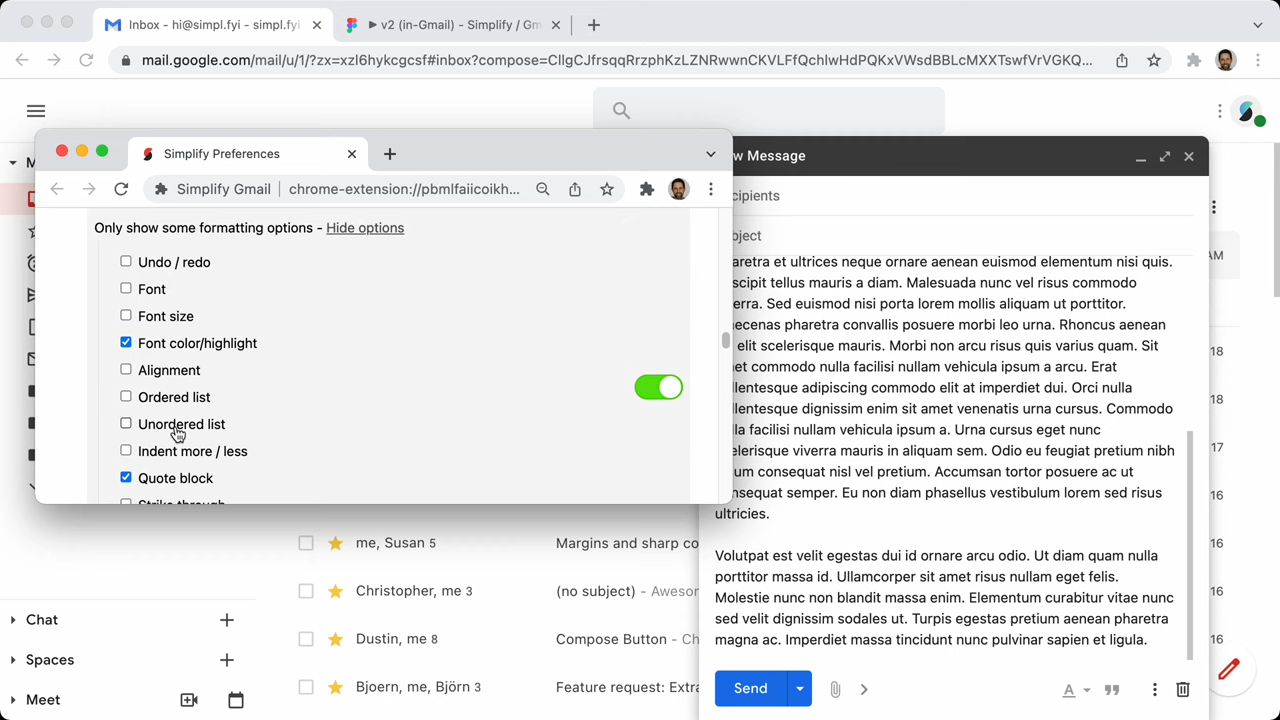 Inbox - hi@simpl.fyi - simpl.fyi
▶ v2 (in-Gmail) - Simplify / Gm
mail.google.com/mail/u/1/?zx=xzl6hykcgcsf#inbox?compose=CllgCJfrsqqRrzphKzLZNRwwnCKVLFfQchlwHdPQKxVWsdBBLcMXXTswfVrVGKQ...
M
Simplify Preferences
Simplify Gmail
chrome-extension://pbmlfaiicoikh...
Only show some formatting options - Hide options
Undo / redo
Font
Font size
Font color/highlight
Alignment
Ordered list
Unordered list
Indent more / less
Quote block
Strike through
w Message
cipients
bject
aretra et ultrices neque ornare aenean euismod elementum nisi quis.
scipit tellus mauris a diam. Malesuada nunc vel risus commodo
erra. Sed euismod nisi porta lorem mollis aliquam ut porttitor.
ecenas pharetra convallis posuere morbi leo urna. Rhoncus aenean
elit scelerisque mauris. Morbi non arcu risus quis varius quam. Sit
et commodo nulla facilisi nullam vehicula ipsum a arcu. Erat
llentesque adipiscing commodo elit at imperdiet dui. Orci nulla
llentesque dignissim enim sit amet venenatis urna cursus. Commodo
lla facilisi nullam vehicula ipsum a. Urna cursus eget nunc
elerisque viverra mauris in aliquam sem. Odio eu feugiat pretium nibh
um consequat nisl vel pretium. Accumsan tortor posuere ac ut
nsequat semper. Eu non diam phasellus vestibulum lorem sed risus
ultricies.
Volutpat est velit egestas dui id ornare arcu odio. Ut diam quam nulla
porttitor massa id. Ullamcorper sit amet risus nullam eget felis.
Molestie nunc non blandit massa enim. Elementum curabitur vitae nunc
sed velit dignissim sodales ut. Turpis egestas pretium aenean pharetra
magna ac. Imperdiet massa tincidunt nunc pulvinar sapien et ligula.
Send
A
AM
18
18
17
16
16
16
16
16
me, Susan 5
Margins and sharp co
Christopher, me 3
(no subject) - Aweson
Dustin, me 8
Compose Button - Ch
Bjoern, me, Björn 3
Feature request: Extra
Chat
Spaces
Meet